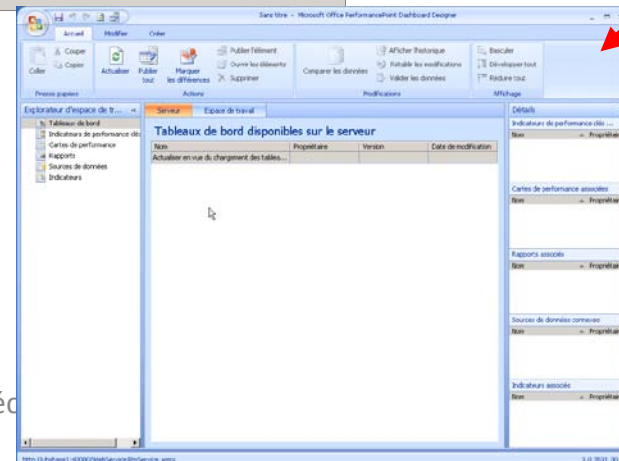 Sans titre - Microsoft Office PerformancePoint Dashboard Designer
Accueil Modifier Créer
Coller
Couper
Copier
Presse-papiers
Actualiser
Publier tout
Marquer les différences
Publier l'élément
Ouvrir les éléments
Supprimer
Actions
Comparer les données
Afficher l'historique
Rétablir les modifications
Valider les données
Modifications
Basculer
Développer tout
Réduire tout
Affichage
Explorateur d'espace de tr...
Tableaux de bord
Indicateurs de performance clés
Cartes de performance
Rapports
Sources de données
Indicateurs
Serveur Espace de travail
Tableaux de bord disponibles sur le serveur
Nom Propriétaire Version Date de modification
Actualiser en vue du chargement des tables...
Détails
Indicateurs de performance clés ...
Nom Propriétai
Cartes de performance associées
Nom Propriétai
Rapports associés
Nom Propriétai
Sources de données connexes
Nom Propriétai
Indicateurs associés
Nom Propriétai